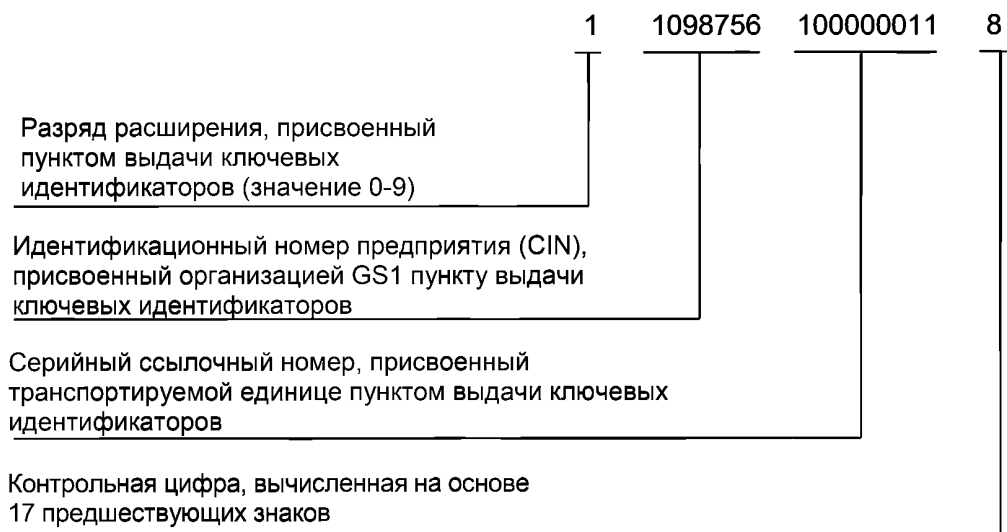 1 1098756 100000011 8
Разряд расширения, присвоенный
пунктом выдачи ключевых
идентификаторов (значение 0-9)
Идентификационный номер предприятия (CIN),
присвоенный организацией GS1 пункту выдачи
ключевых идентификаторов
Серийный ссылочный номер, присвоенный
транспортируемой единице пунктом выдачи ключевых
идентификаторов
Контрольная цифра, вычисленная на основе
17 предшествующих знаков